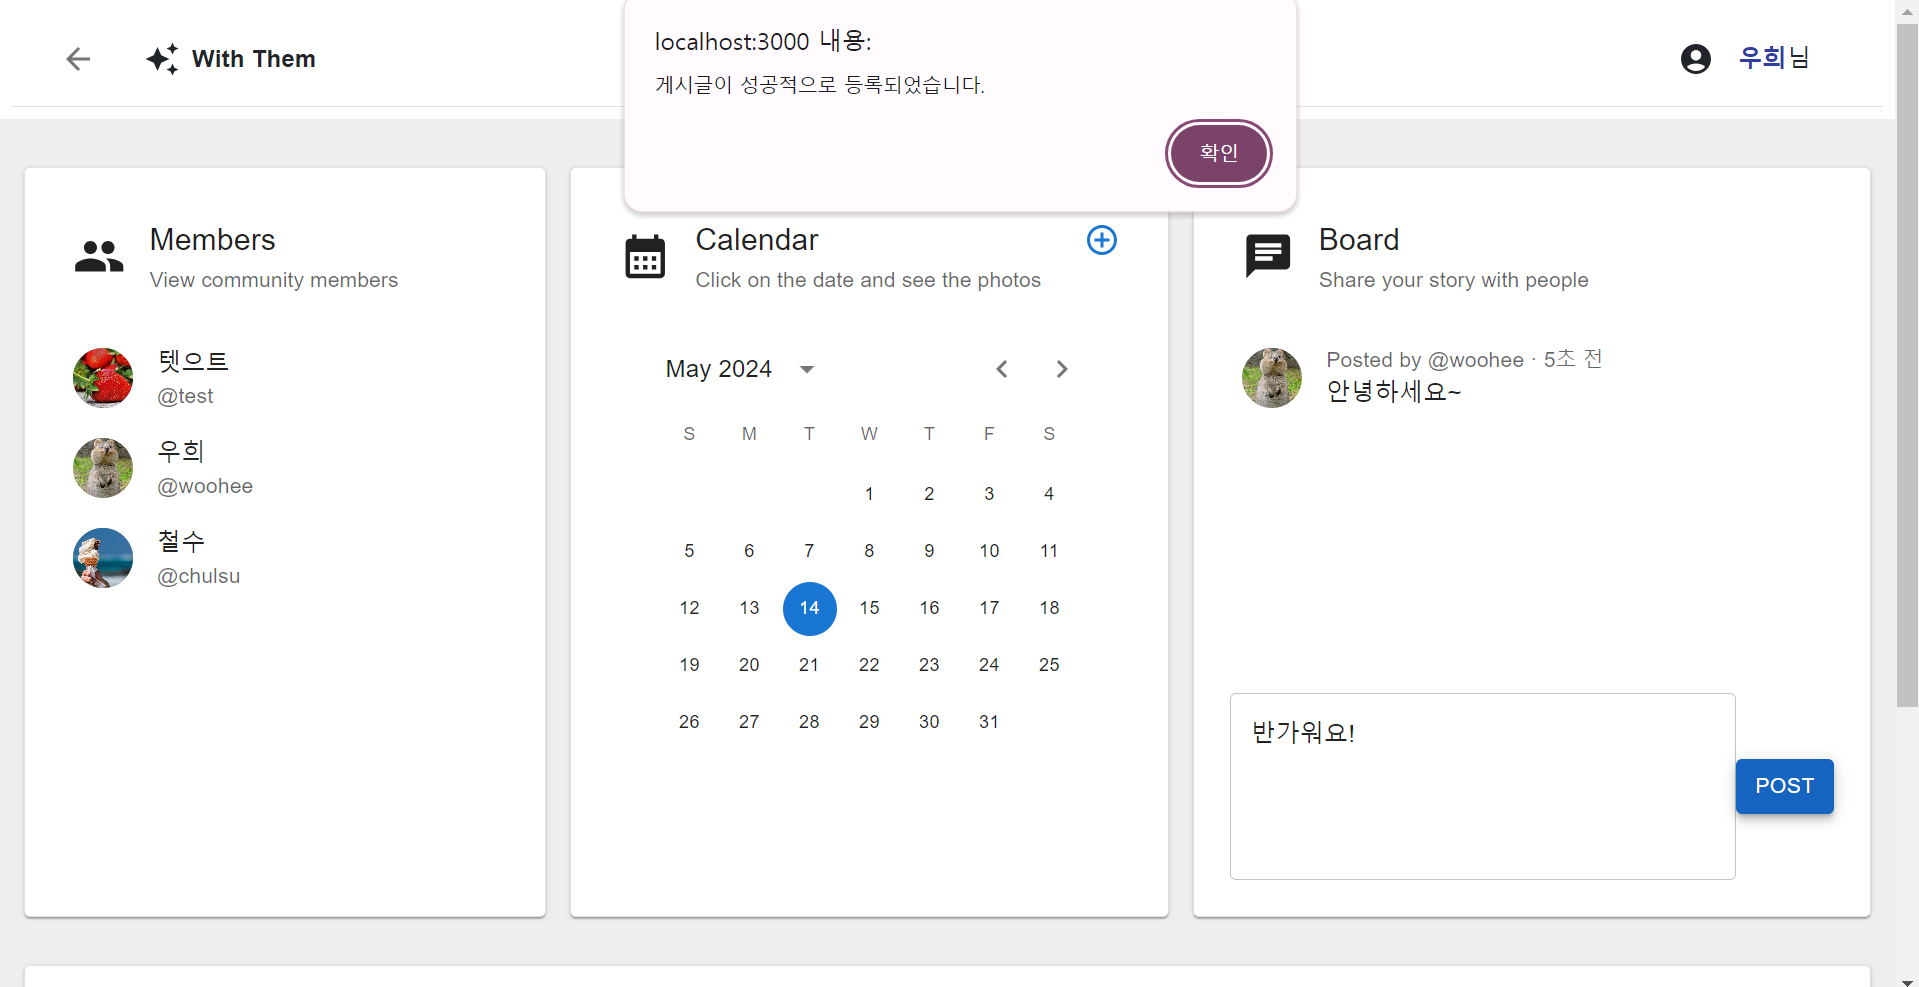 localhost:3000 내용:
게시글이 성공적으로 등록되었습니다.
확인
With Them
우희님
Members
View community members
텟으트
@test
우희
@woohee
철수
@chulsu
Calendar
Click on the date and see the photos
May 2024
S M T W T F S
1 2 3 4
5 6 7 8 9 10 11
12 13 14 15 16 17 18
19 20 21 22 23 24 25
26 27 28 29 30 31
Board
Share your story with people
Posted by @woohee · 5초 전
안녕하세요~
반가워요!
POST